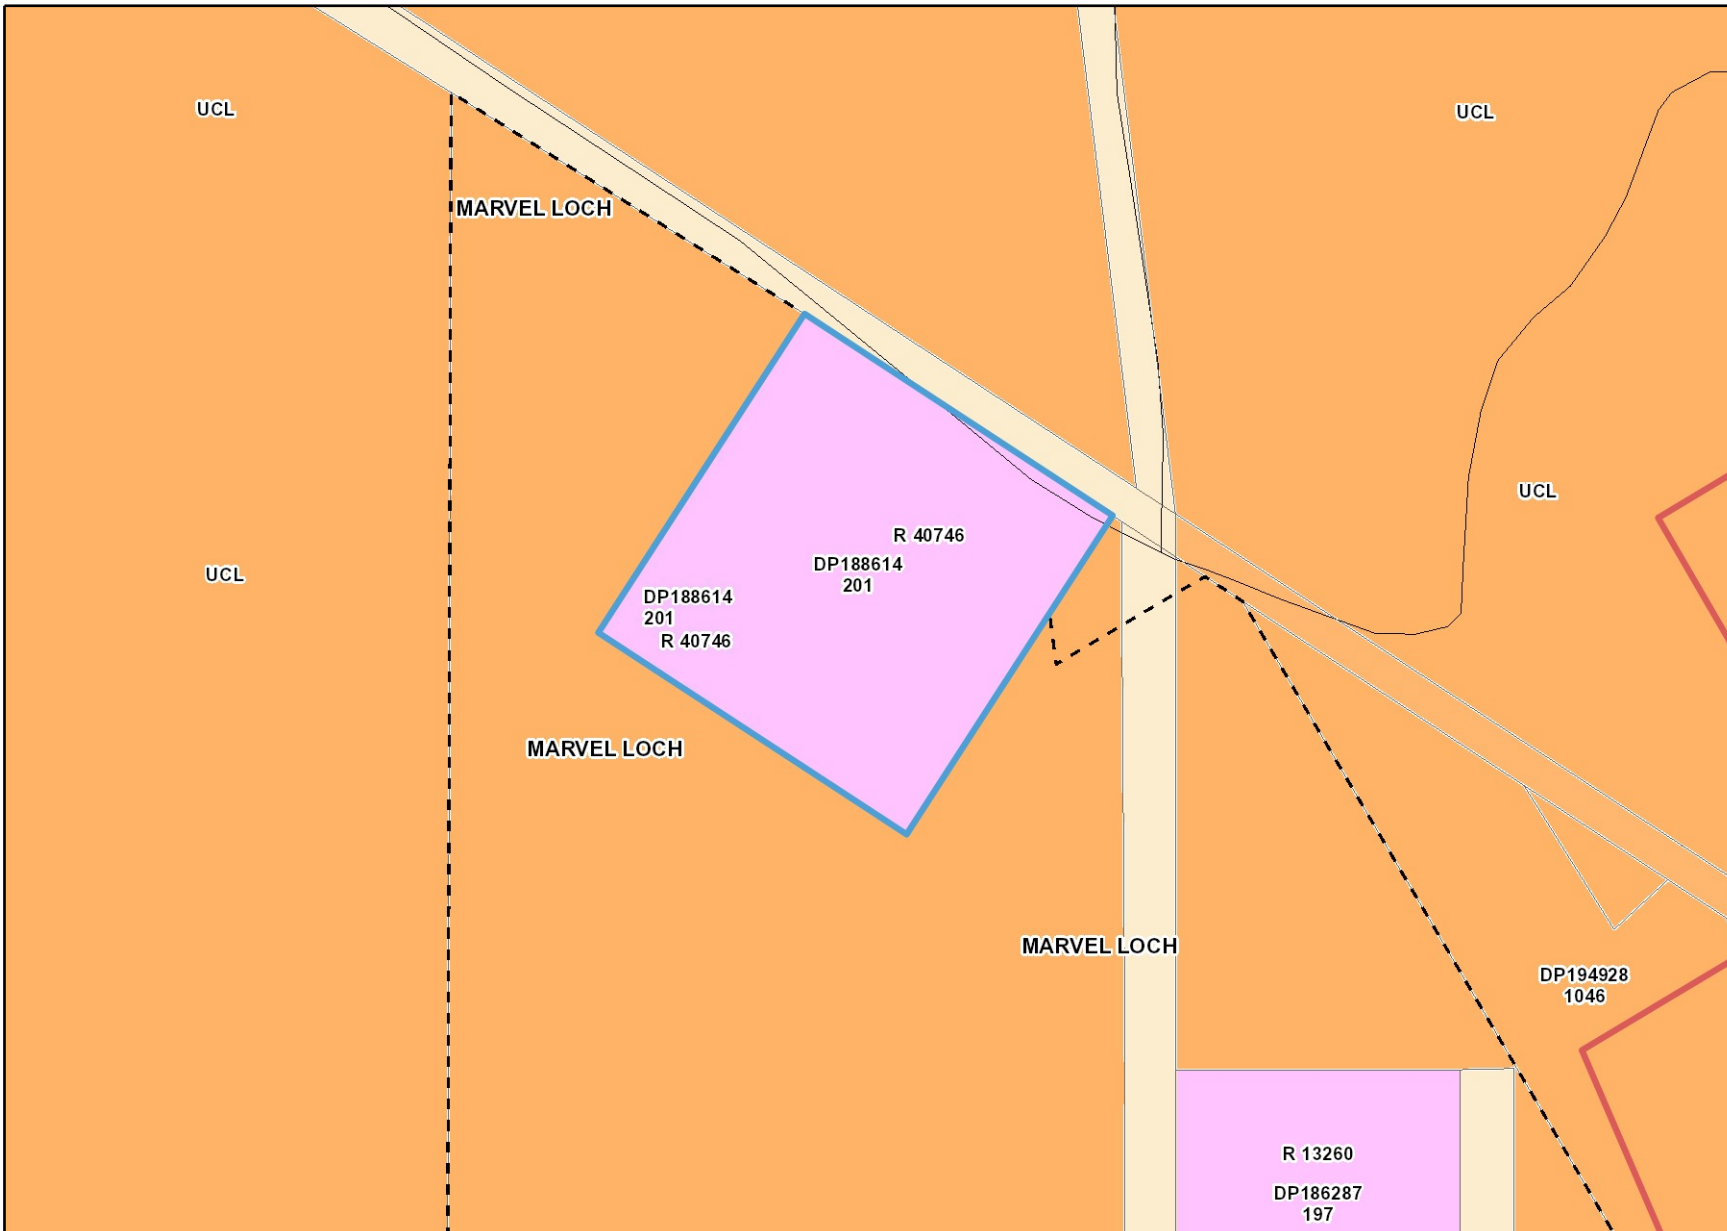 UCL
UCL
MARVEL LOCH
UCL
R 40746
DP188614
201
UCL
DP188614
201
R 40746
MARVEL LOCH
MARVEL LOCH
DP194928
1046
R 13260
DP186287
197